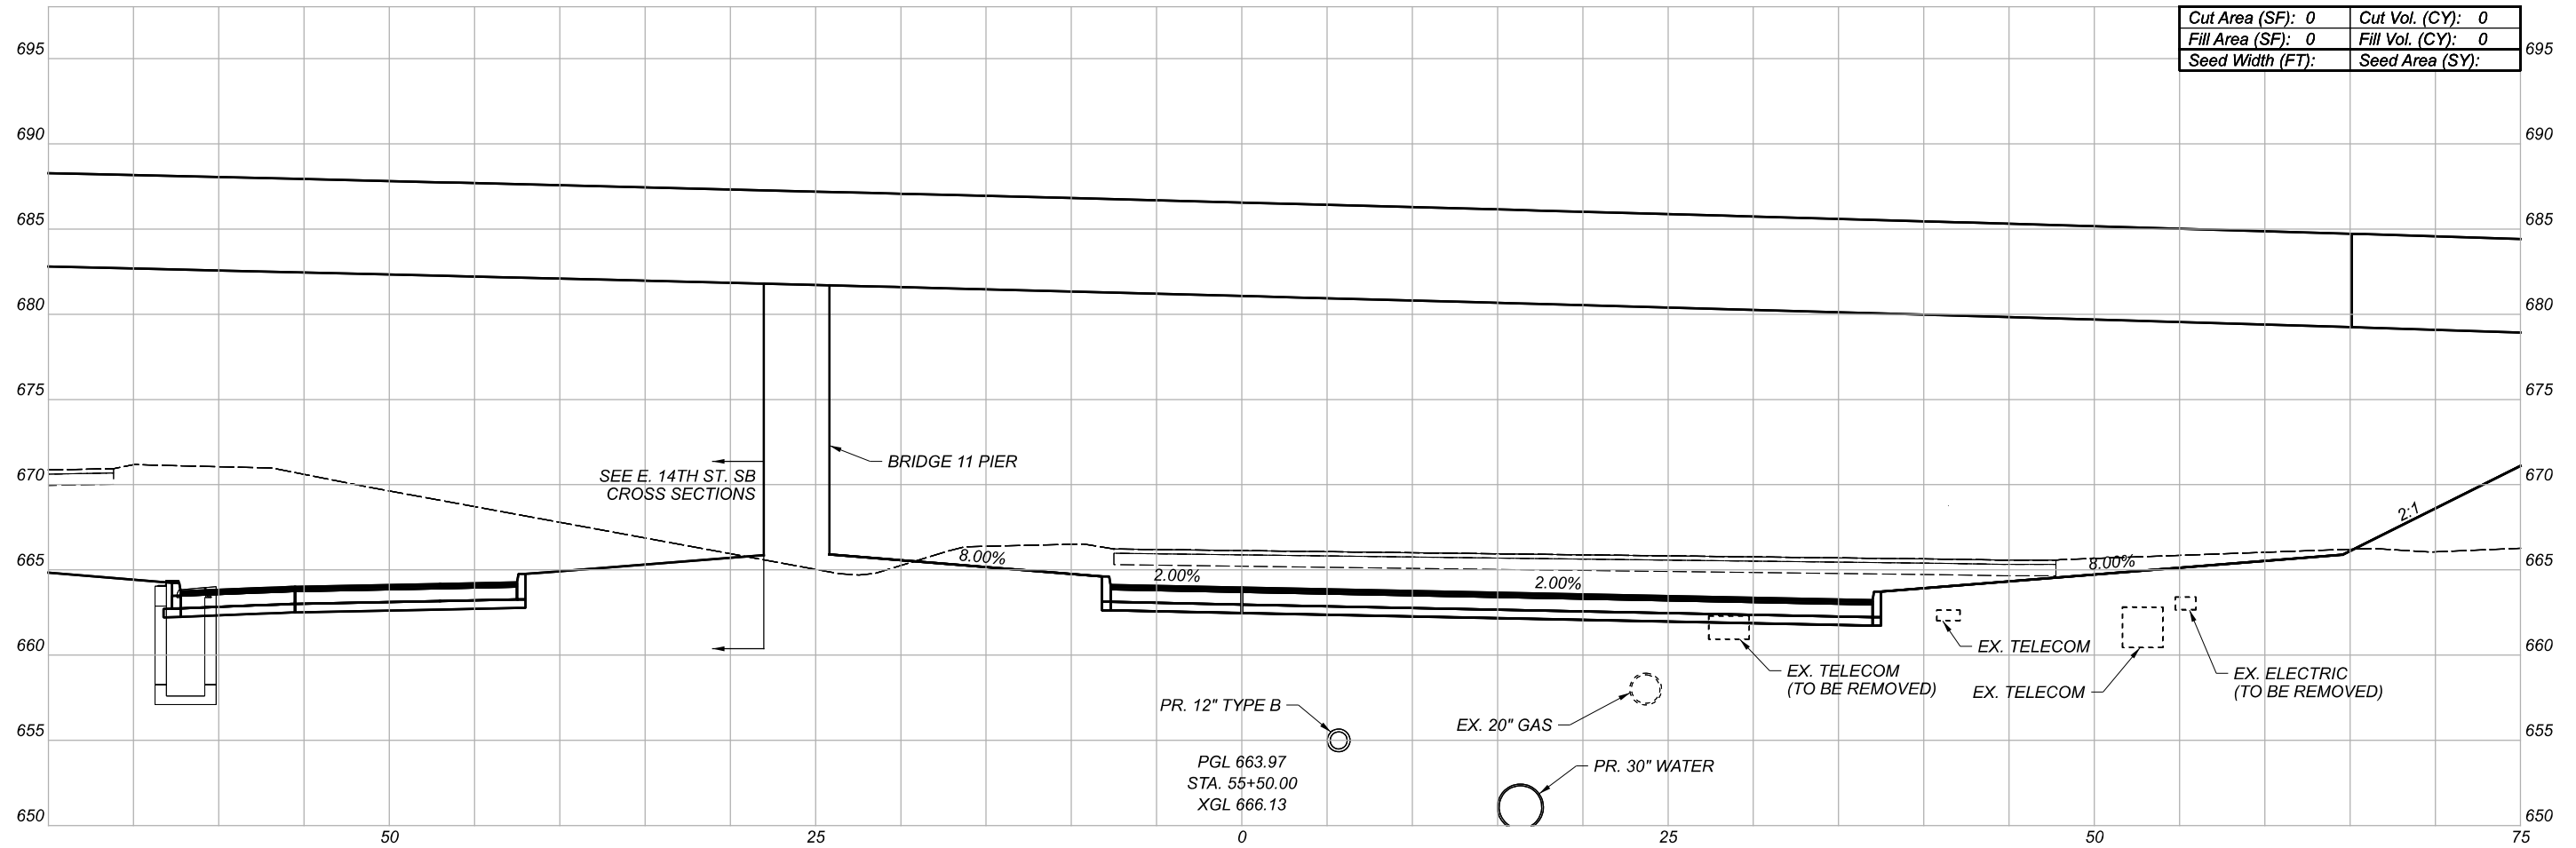 Cut Area (SF): 0 Cut Vol. (CY): 0
Fill Area (SF): 0 Fill Vol. (CY): 0
Seed Width (FT): Seed Area (SY):
695 695
690 690
685 685
680 680
675 675
BRIDGE 11 PIER
SEE E. 14TH ST. SB
CROSS SECTIONS
670 670
2:1
665 8.00% 8.00% 665
2.00% 2.00%
660 660
EX. TELECOM
EX. TELECOM
(TO BE REMOVED)
EX. TELECOM
EX. ELECTRIC
(TO BE REMOVED)
PR. 12" TYPE B
EX. 20" GAS
655 655
PGL 663.97
STA. 55+50.00
XGL 666.13
PR. 30" WATER
650 650
50 25 0 25 50 75